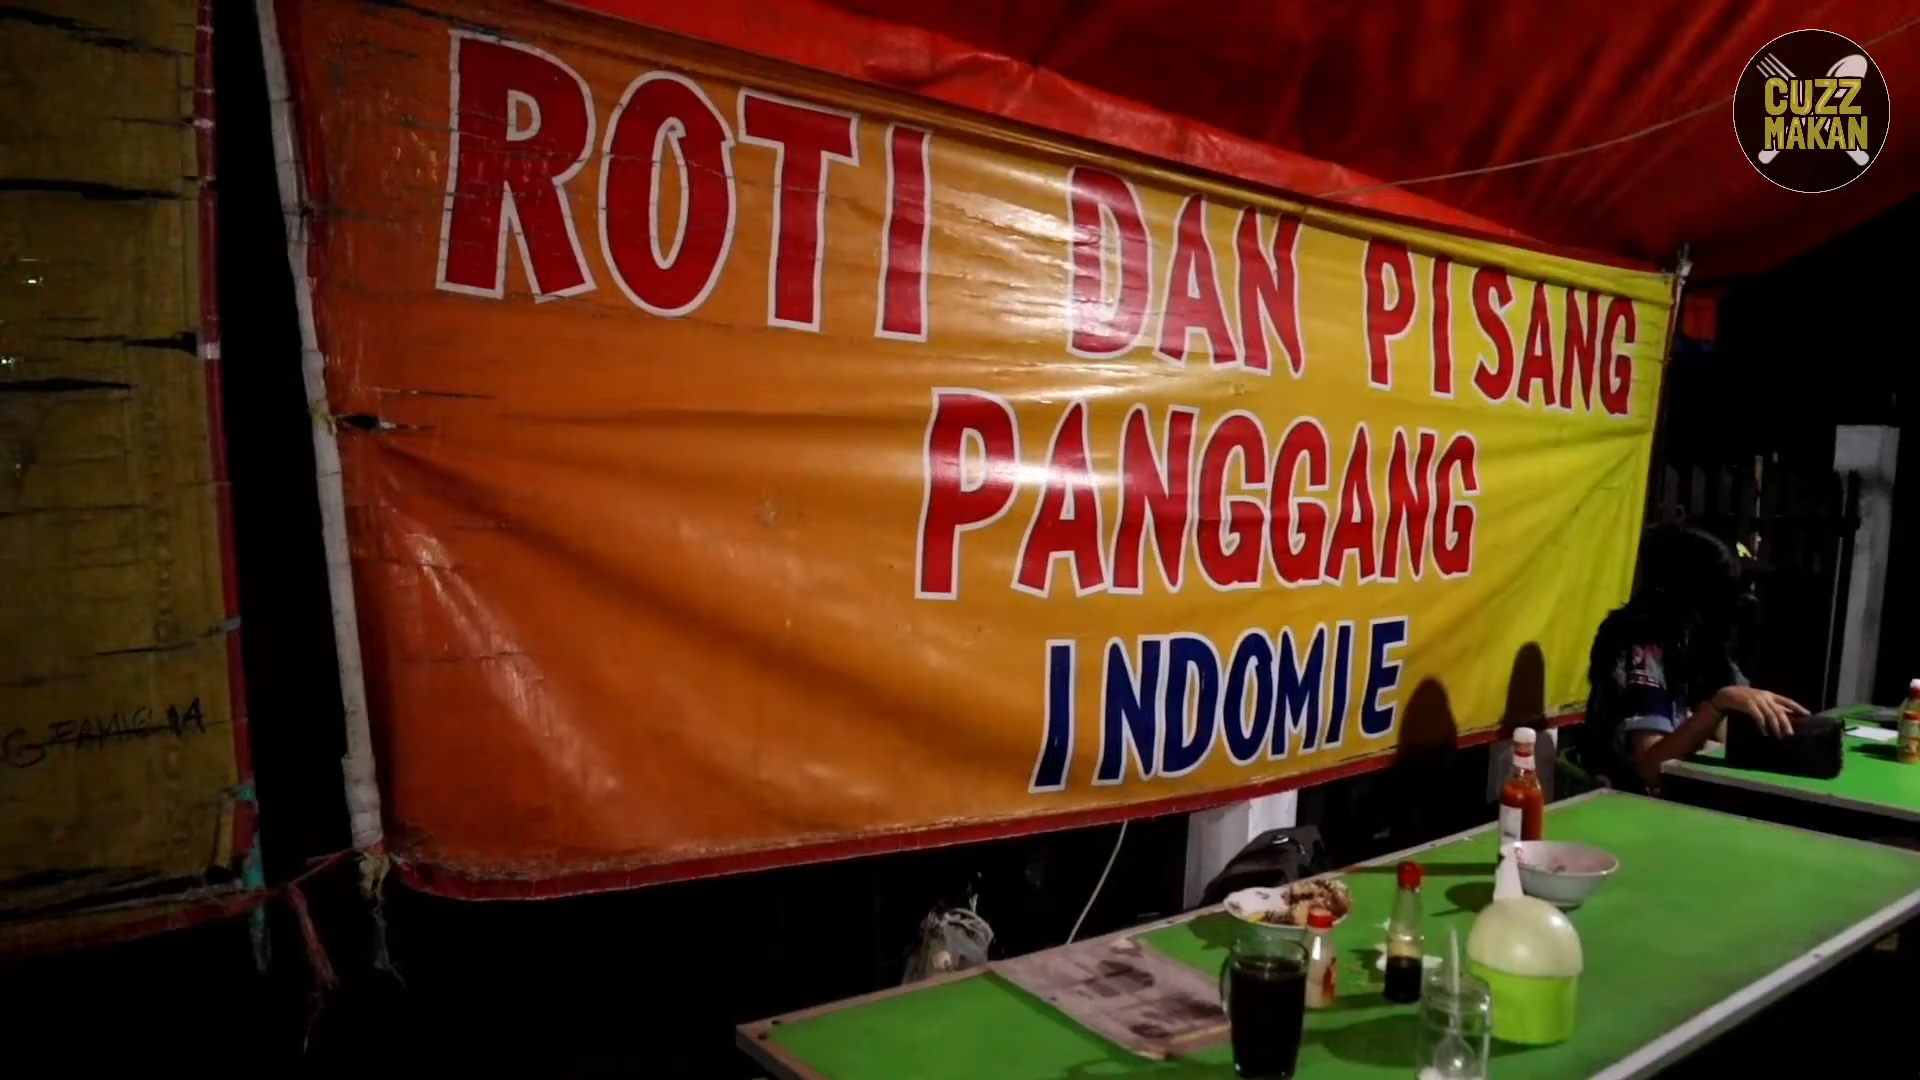 ROTI DAN PISANG
PANGGANG
INDOMIE
CUZZ
MAKAN